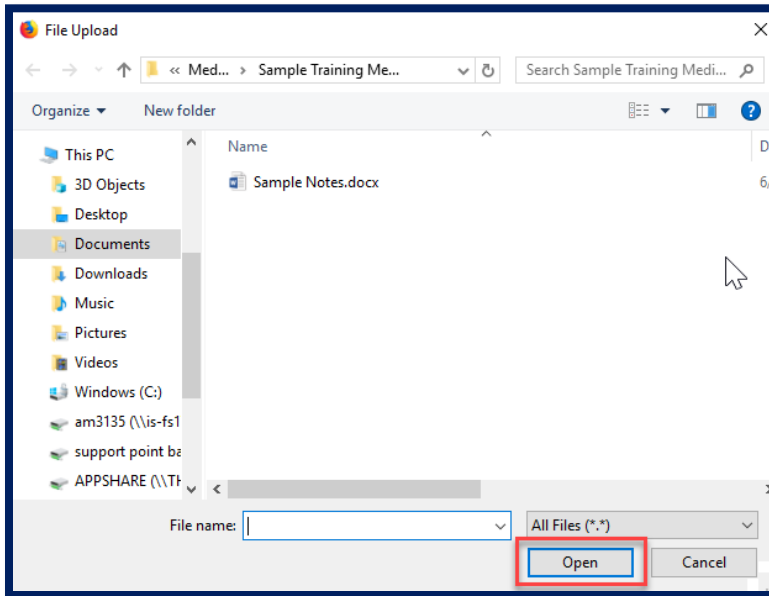 File Upload
« Med... › Sample Training Me...
Search Sample Training Medi...
Organize
New folder
Name
D
This PC
3D Objects
Desktop
Documents
Downloads
Music
Pictures
Videos
Windows (C:)
am3135 (\\is-fs1
support point ba
APPSHARE (\\TH
Sample Notes.docx
6/
File name:
All Files (*.*)
Open
Cancel